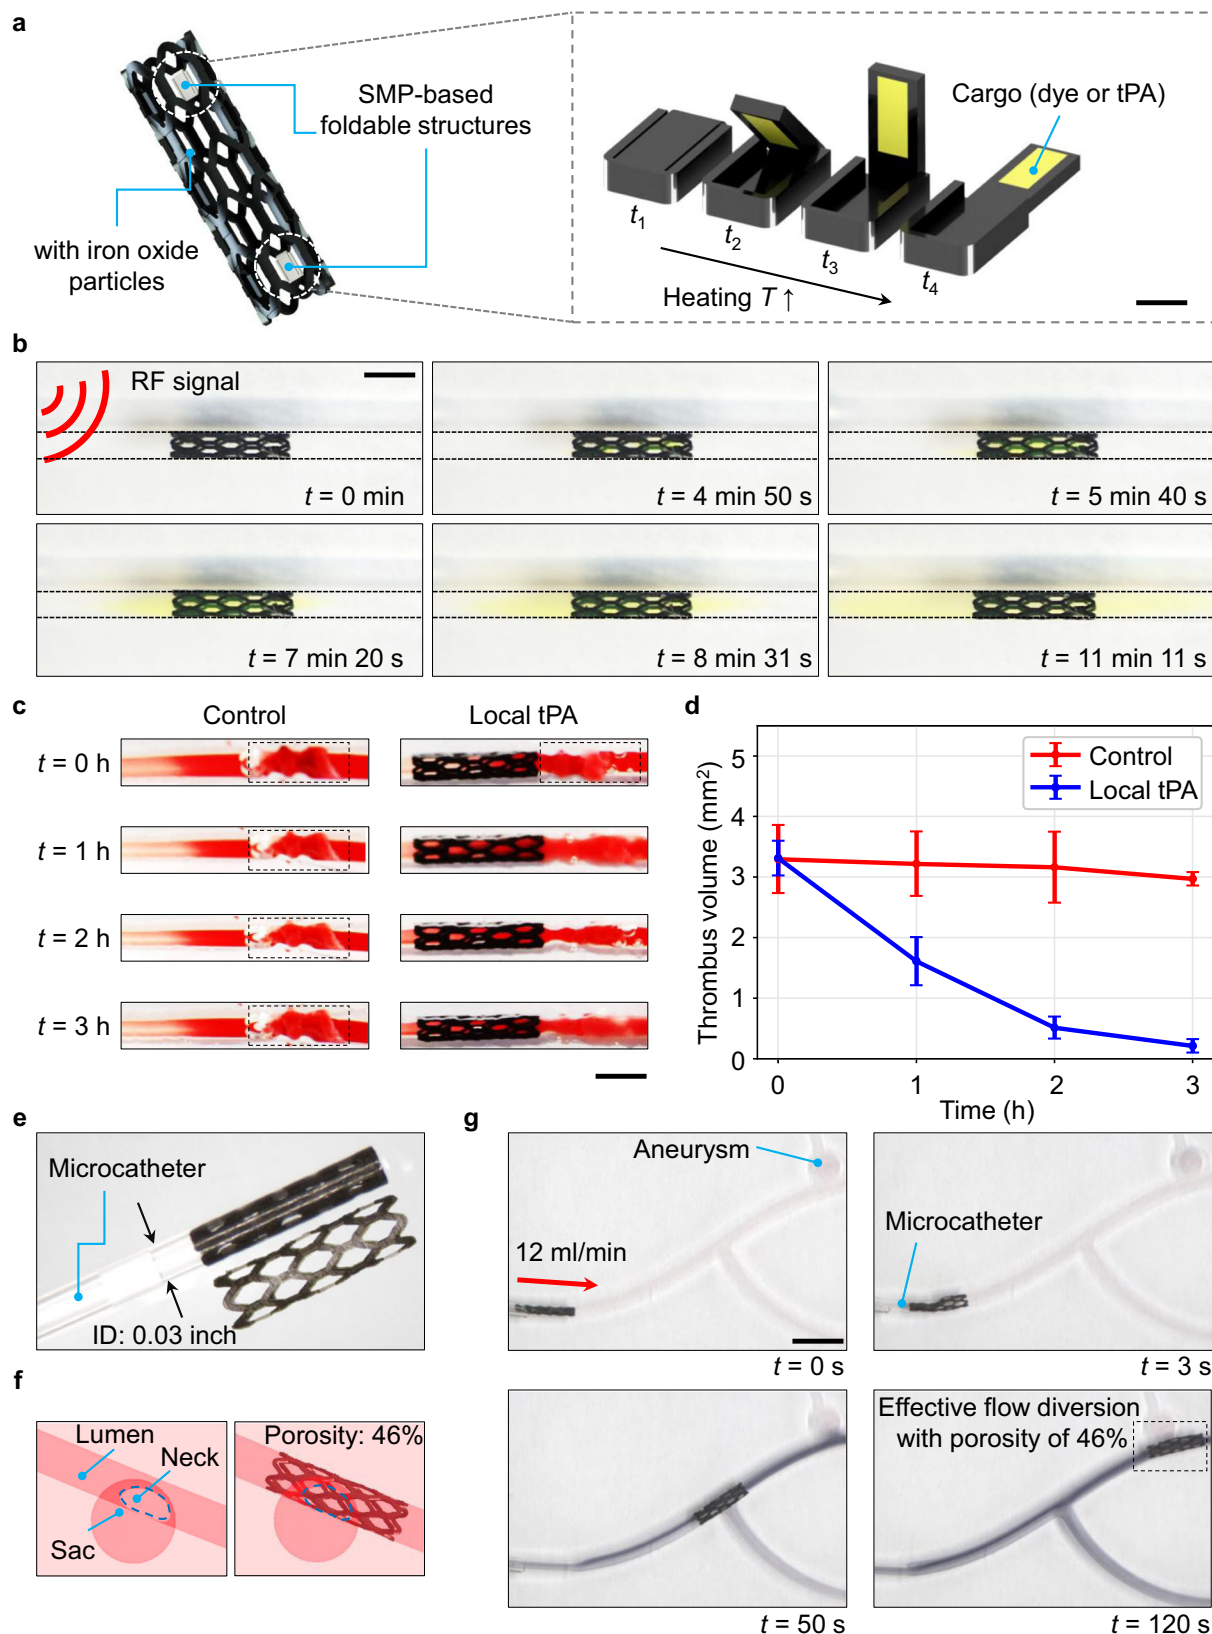 a
SMP-based
foldable structures
with iron oxide
particles
Cargo (dye or tPA)
t1
t2
t3
t4
Heating T ↑
b
RF signal
t = 0 min
t = 4 min 50 s
t = 5 min 40 s
t = 7 min 20 s
t = 8 min 31 s
t = 11 min 11 s
c
Control
Local tPA
t = 0 h
t = 1 h
t = 2 h
t = 3 h
d
Thrombus volume (mm²)
5
4
3
2
1
0
Control
Local tPA
0
1
2
3
Time (h)
e
Microcatheter
ID: 0.03 inch
f
Lumen
Neck
Sac
Porosity: 46%
g
Aneurysm
12 ml/min
t = 0 s
Microcatheter
t = 3 s
t = 50 s
Effective flow diversion
with porosity of 46%
t = 120 s